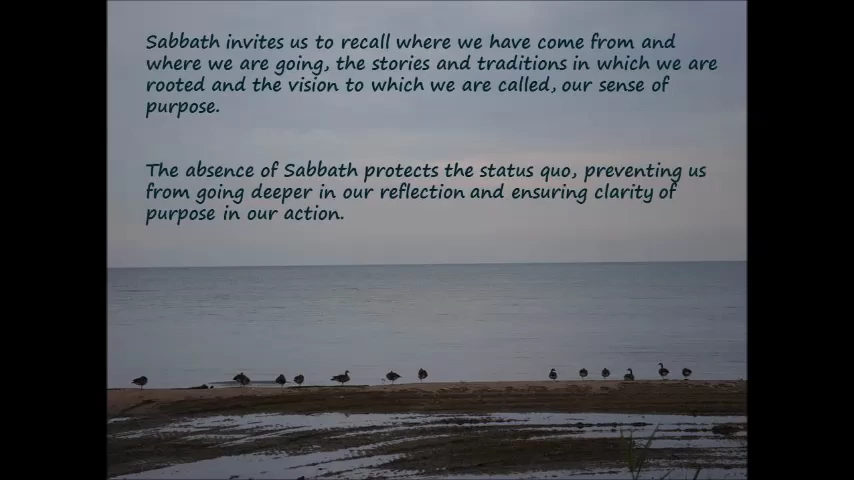 Sabbath invites us to recall where we have come from and
where we are going, the stories and traditions in which we are
rooted and the vision to which we are called, our sense of
purpose.
The absence of Sabbath protects the status quo, preventing us
from going deeper in our reflection and ensuring clarity of
purpose in our action.